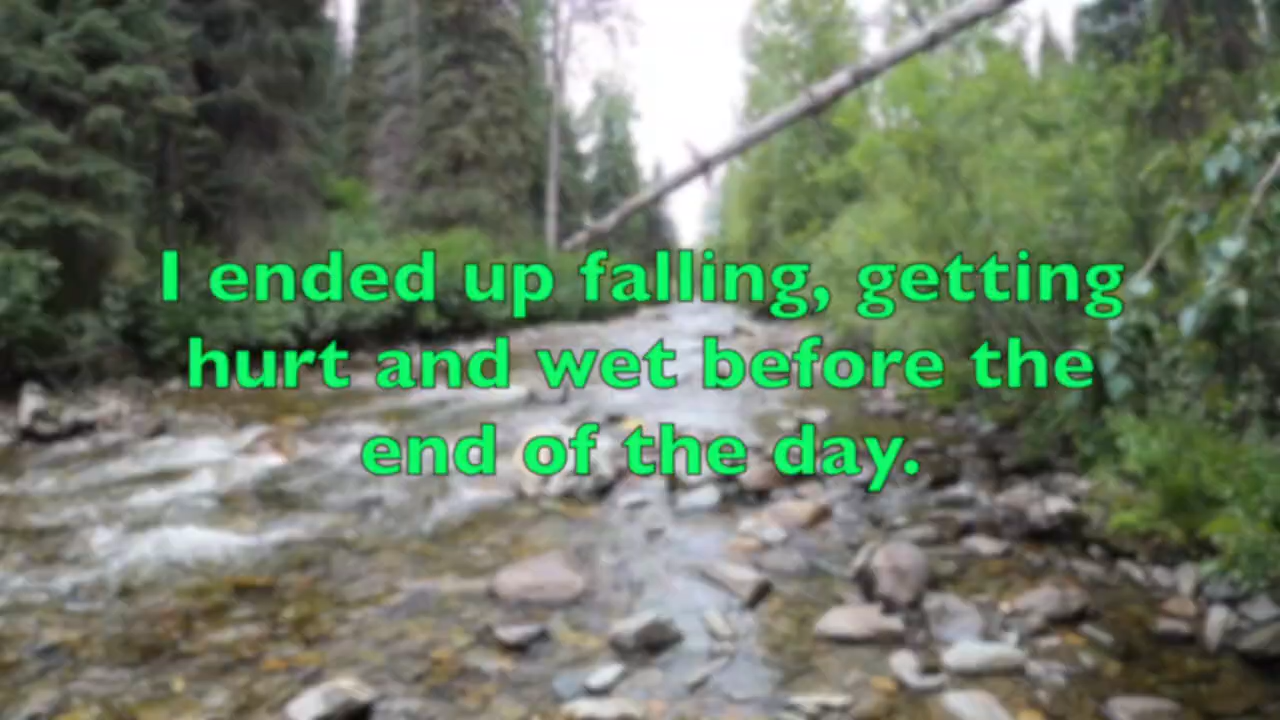 I ended up falling, getting
hurt and wet before the
end of the day.